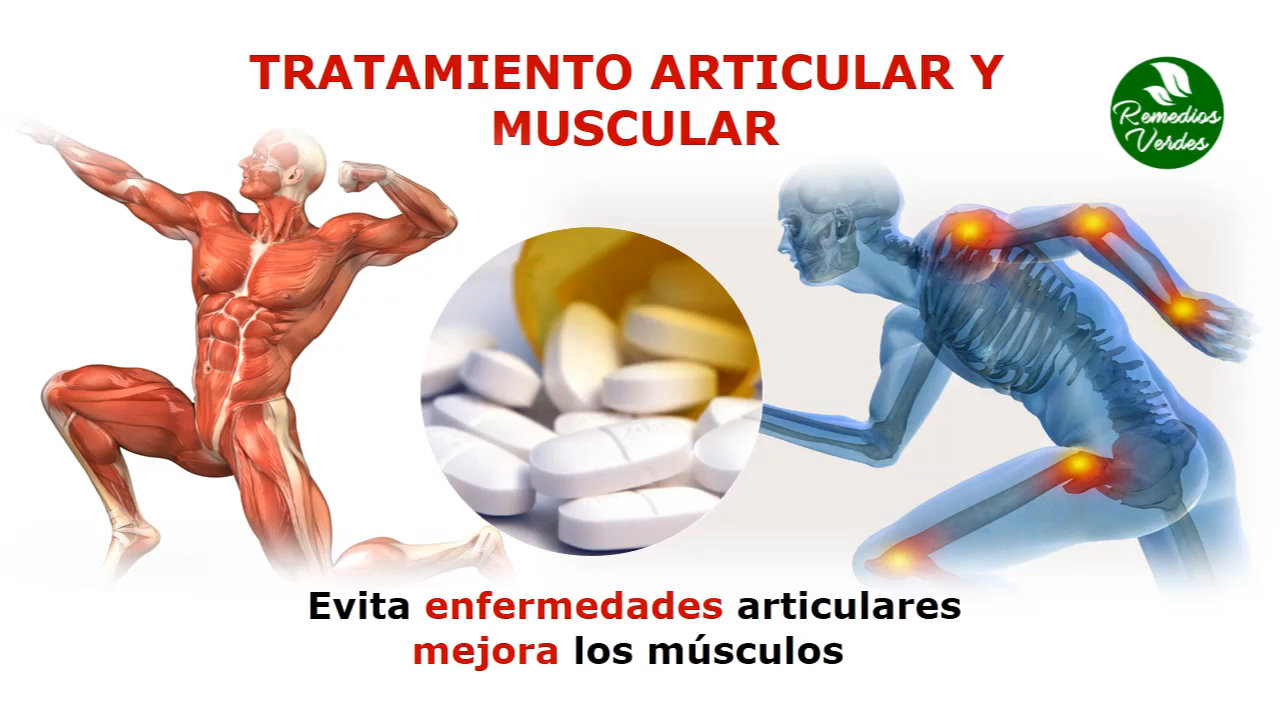 TRATAMIENTO ARTICULAR Y
MUSCULAR
Remedios
Verdes
Evita enfermedades articulares
mejora los músculos